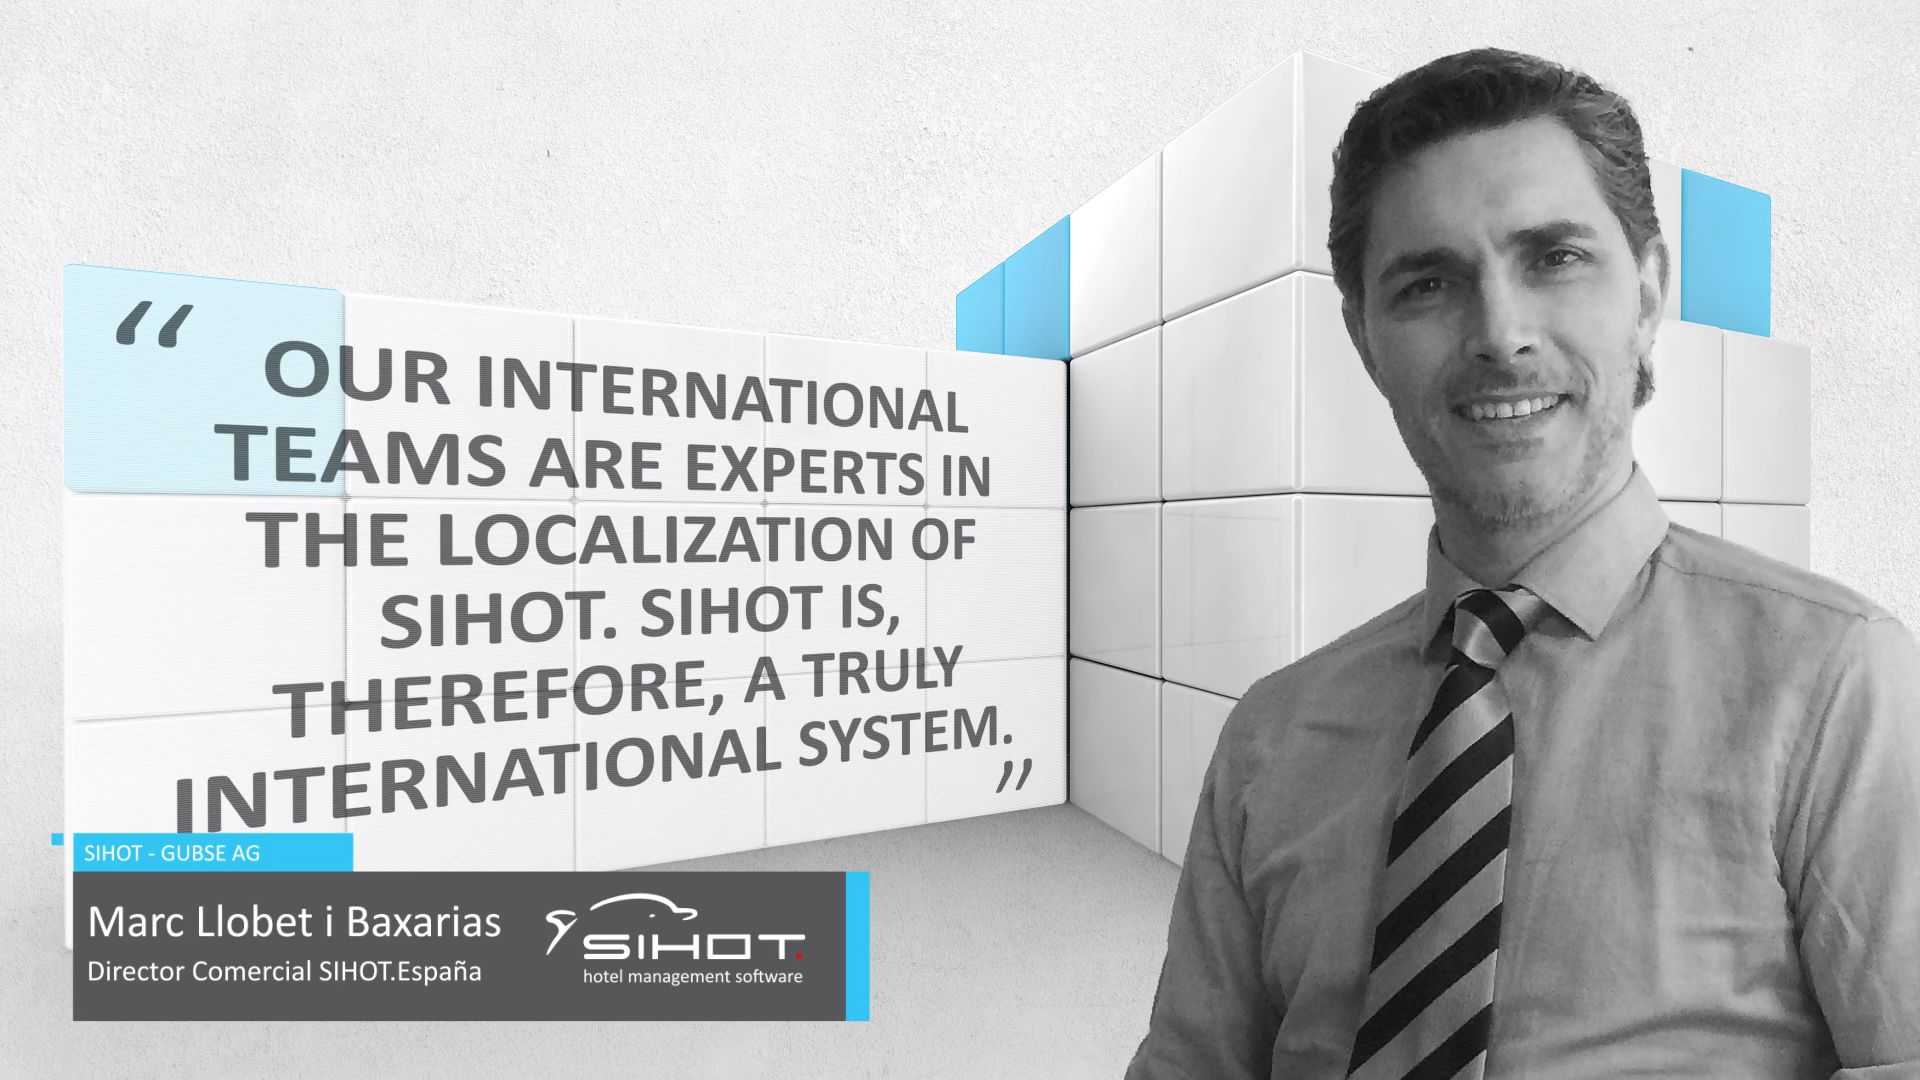 “
OUR INTERNATIONAL
TEAMS ARE EXPERTS IN
THE LOCALIZATION OF
SIHOT. SIHOT IS,
THEREFORE, A TRULY
INTERNATIONAL SYSTEM.
”
SIHOT - GUBSE AG
Marc Llobet i Baxarias
Director Comercial SIHOT.España
SIHOT.
hotel management software